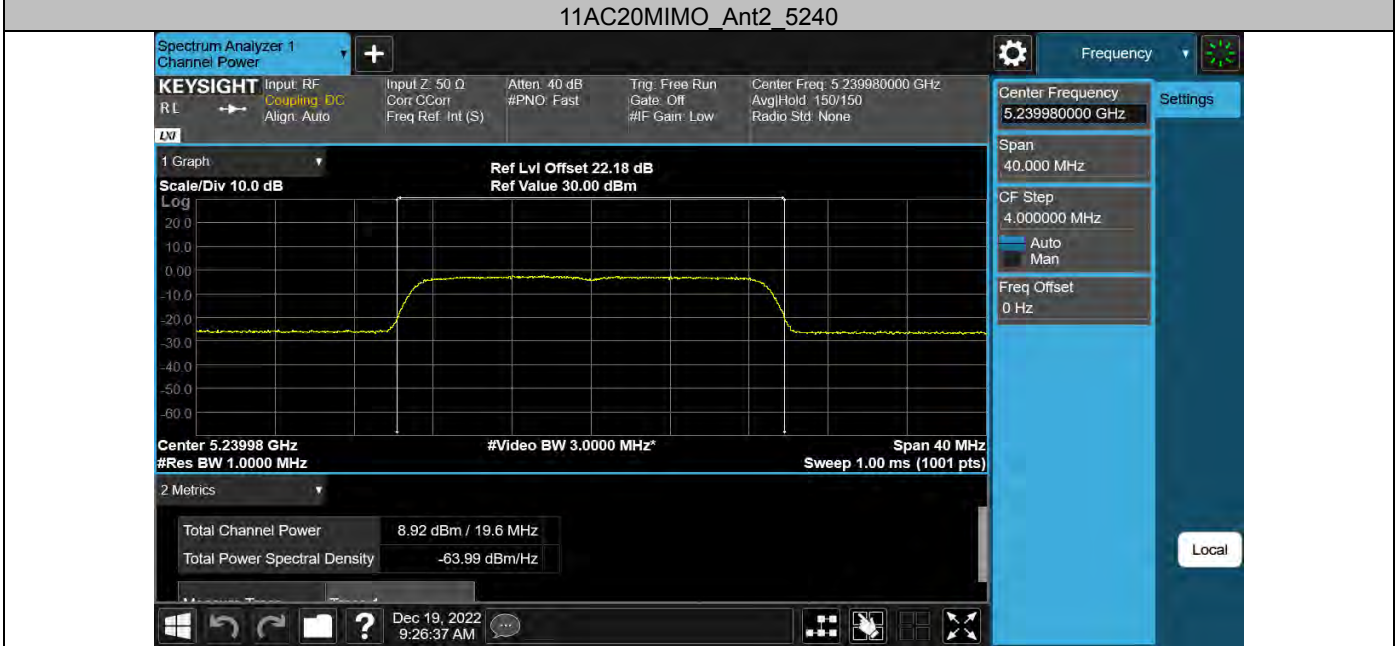 11AC20MIMO_Ant2_5240
Spectrum Analyzer 1
Channel Power
Frequency
KEYSIGHT
R L
LXI
Input: RF
Coupling: DC
Align: Auto
Input Z: 50 Ω
Corr CCorr
Freq Ref: Int (S)
Atten: 40 dB
#PNO: Fast
Trig: Free Run
Gate: Off
#IF Gain: Low
Center Freq: 5.239980000 GHz
Avg|Hold: 150/150
Radio Std: None
Center Frequency
5.239980000 GHz
Settings
Span
40.000 MHz
CF Step
4.000000 MHz
Auto
Man
Freq Offset
0 Hz
Local
1 Graph
Scale/Div 10.0 dB
Ref Lvl Offset 22.18 dB
Ref Value 30.00 dBm
Log
20.0
10.0
0.00
-10.0
-20.0
-30.0
-40.0
-50.0
-60.0
Center 5.23998 GHz
#Video BW 3.0000 MHz*
Span 40 MHz
#Res BW 1.0000 MHz
Sweep 1.00 ms (1001 pts)
2 Metrics
Total Channel Power 8.92 dBm / 19.6 MHz
Total Power Spectral Density -63.99 dBm/Hz
?
Dec 19, 2022
9:26:37 AM